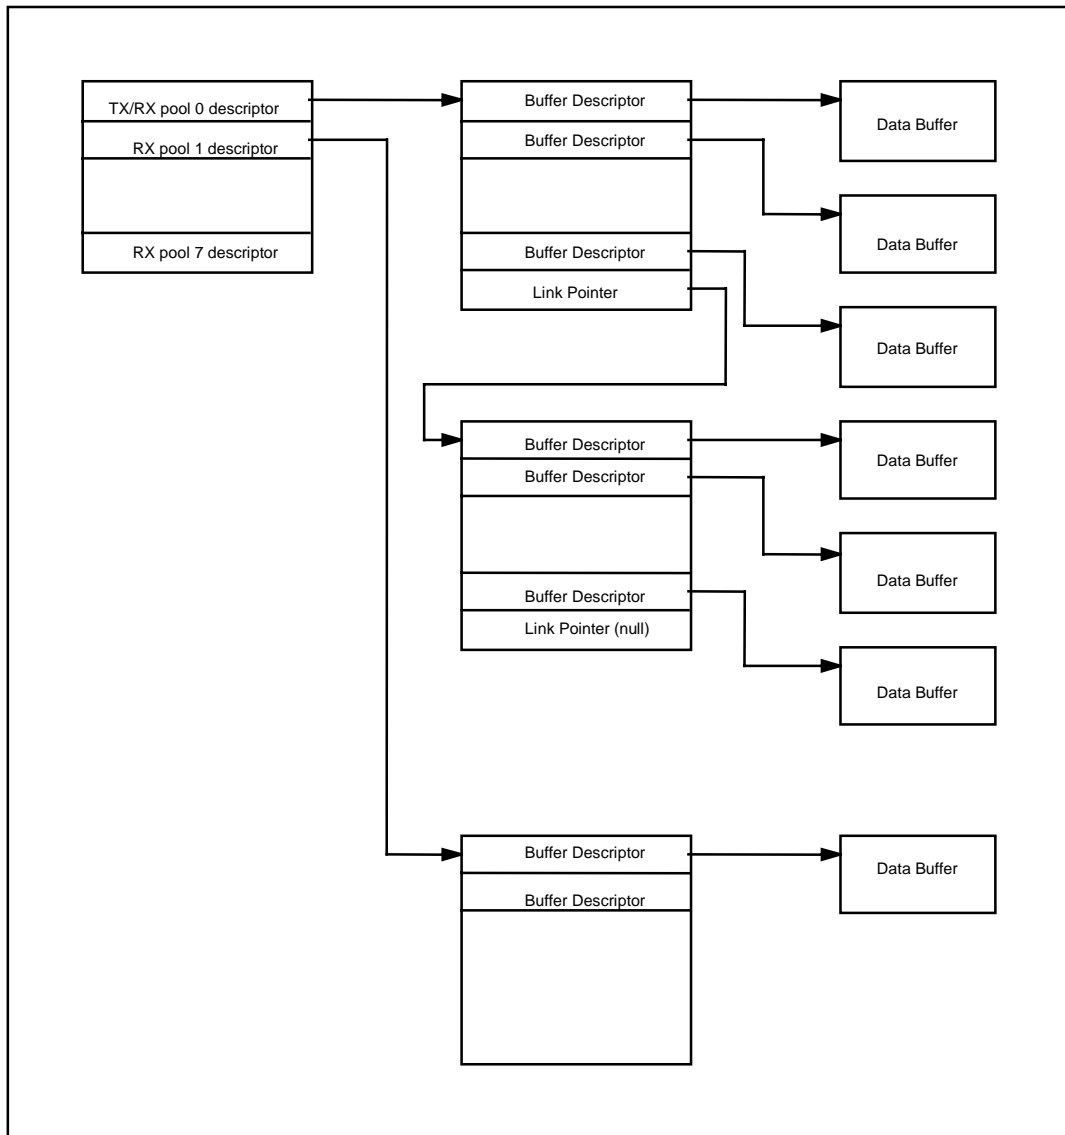 TX/RX pool 0 descriptor
RX pool 1 descriptor
RX pool 7 descriptor
Buffer Descriptor
Buffer Descriptor
Buffer Descriptor
Link Pointer
Data Buffer
Data Buffer
Data Buffer
Buffer Descriptor
Buffer Descriptor
Buffer Descriptor
Link Pointer (null)
Data Buffer
Data Buffer
Data Buffer
Buffer Descriptor
Buffer Descriptor
Data Buffer